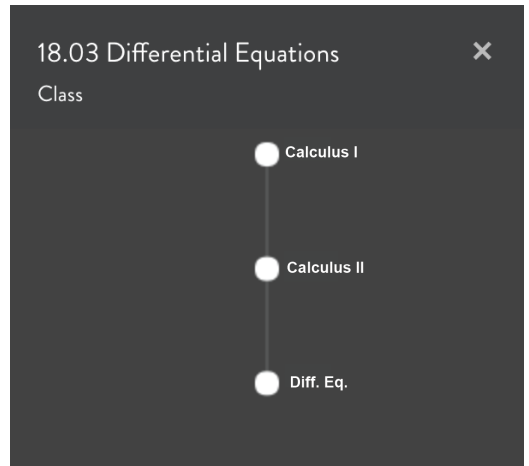 18.03 Differential Equations
Class
Calculus I
Calculus II
Diff. Eq.